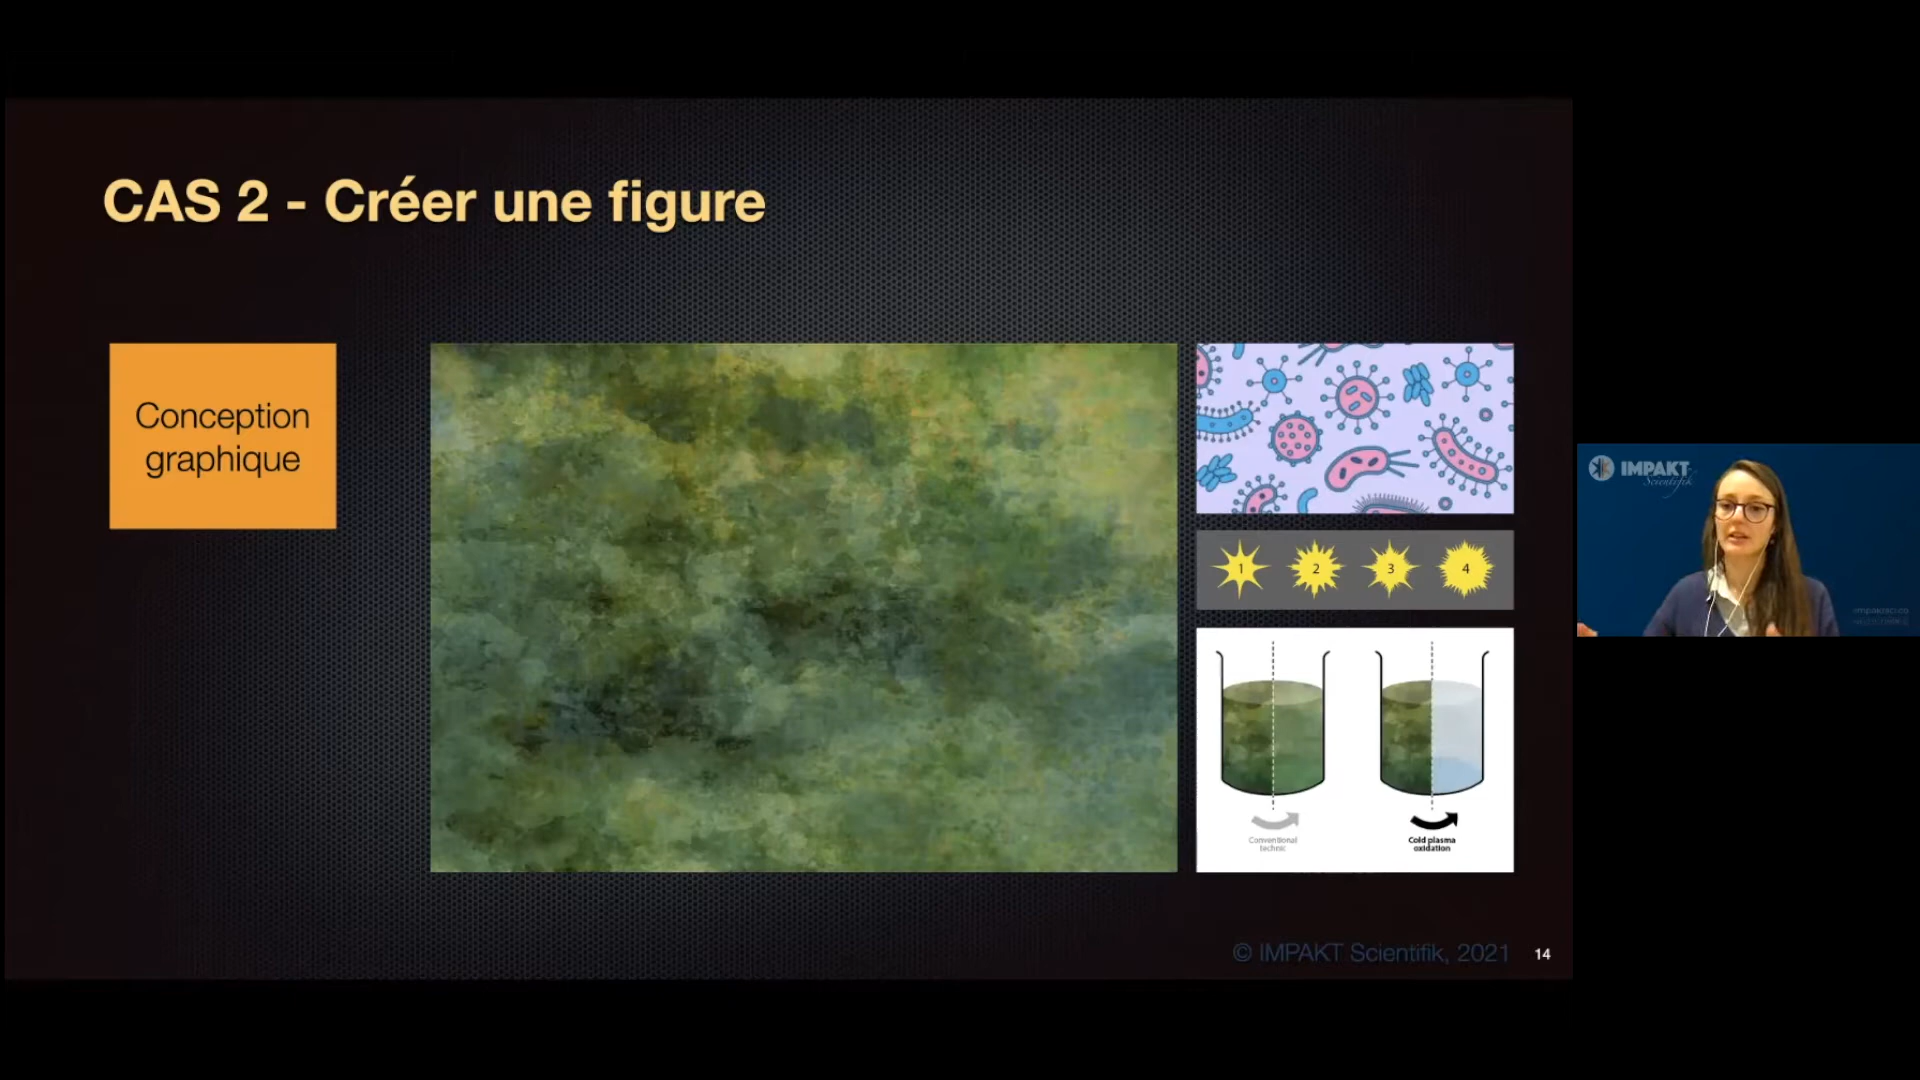 CAS 2 - Créer une figure
Conception
graphique
1 2 3 4
Conventional
technic
Cold plasma
oxidation
IMPAKT
Scientifik
© IMPAKT Scientifik, 2021
14